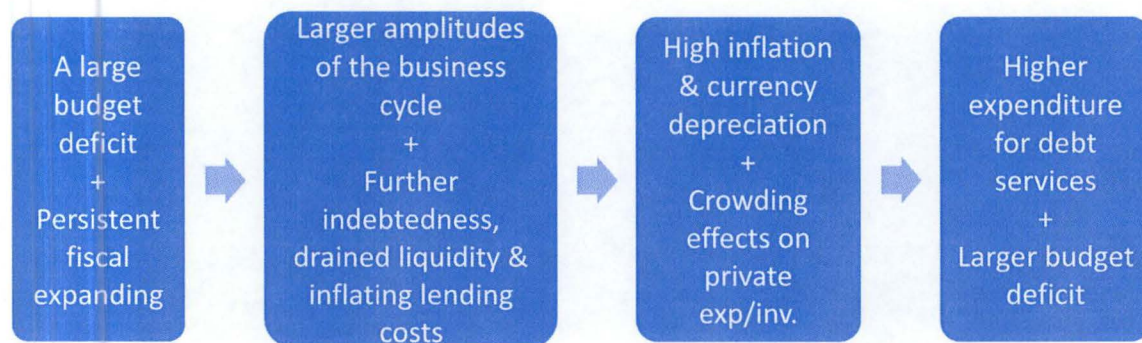 A large
budget
deficit
+
Persistent
fiscal
expanding
Larger amplitudes
of the business
cycle
+
Further
indebtedness,
drained liquidity &
inflating lending
costs
High inflation
& currency
depreciation
+
Crowding
effects on
private
exp/inv.
Higher
expenditure
for debt
services
+
Larger budget
deficit